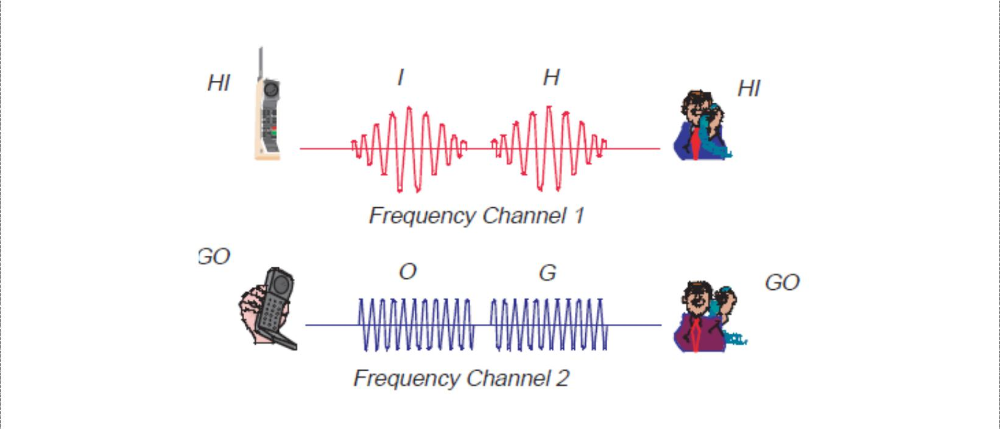 HI
I
H
HI
Frequency Channel 1
GO
O
G
GO
Frequency Channel 2